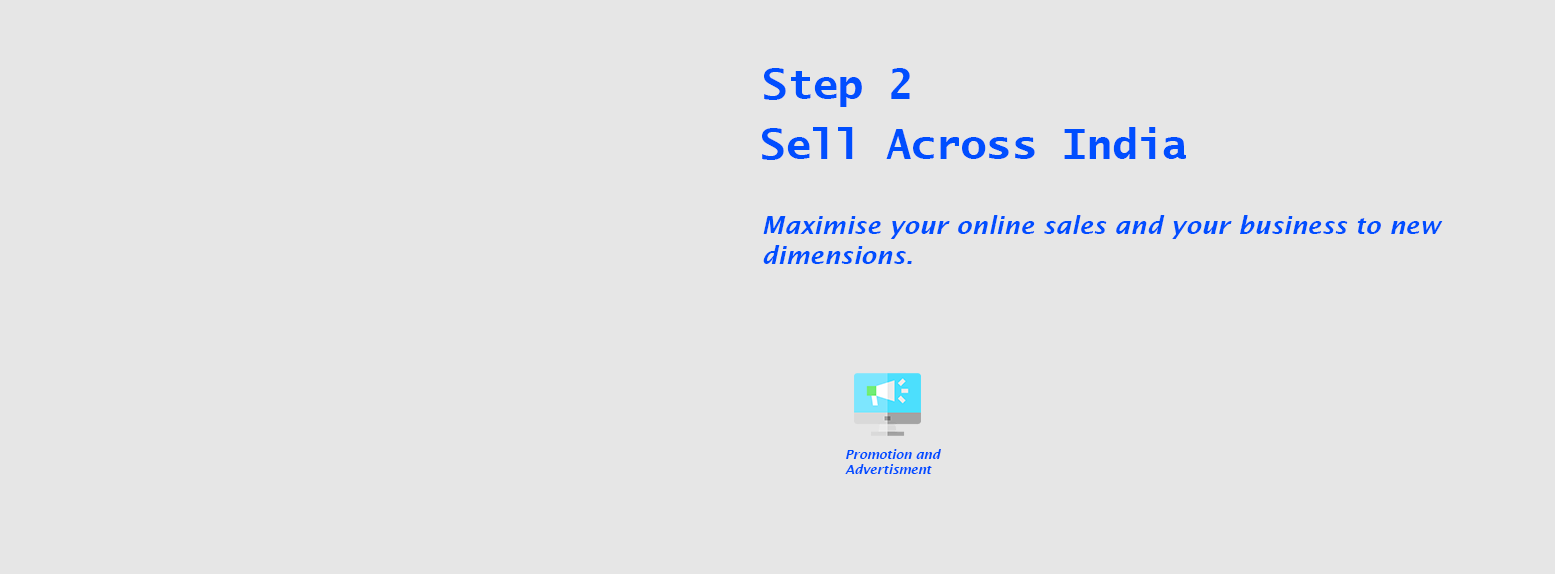 Step 2
Sell Across India
Maximise your online sales and your business to new
dimensions.
Promotion and
Advertisment